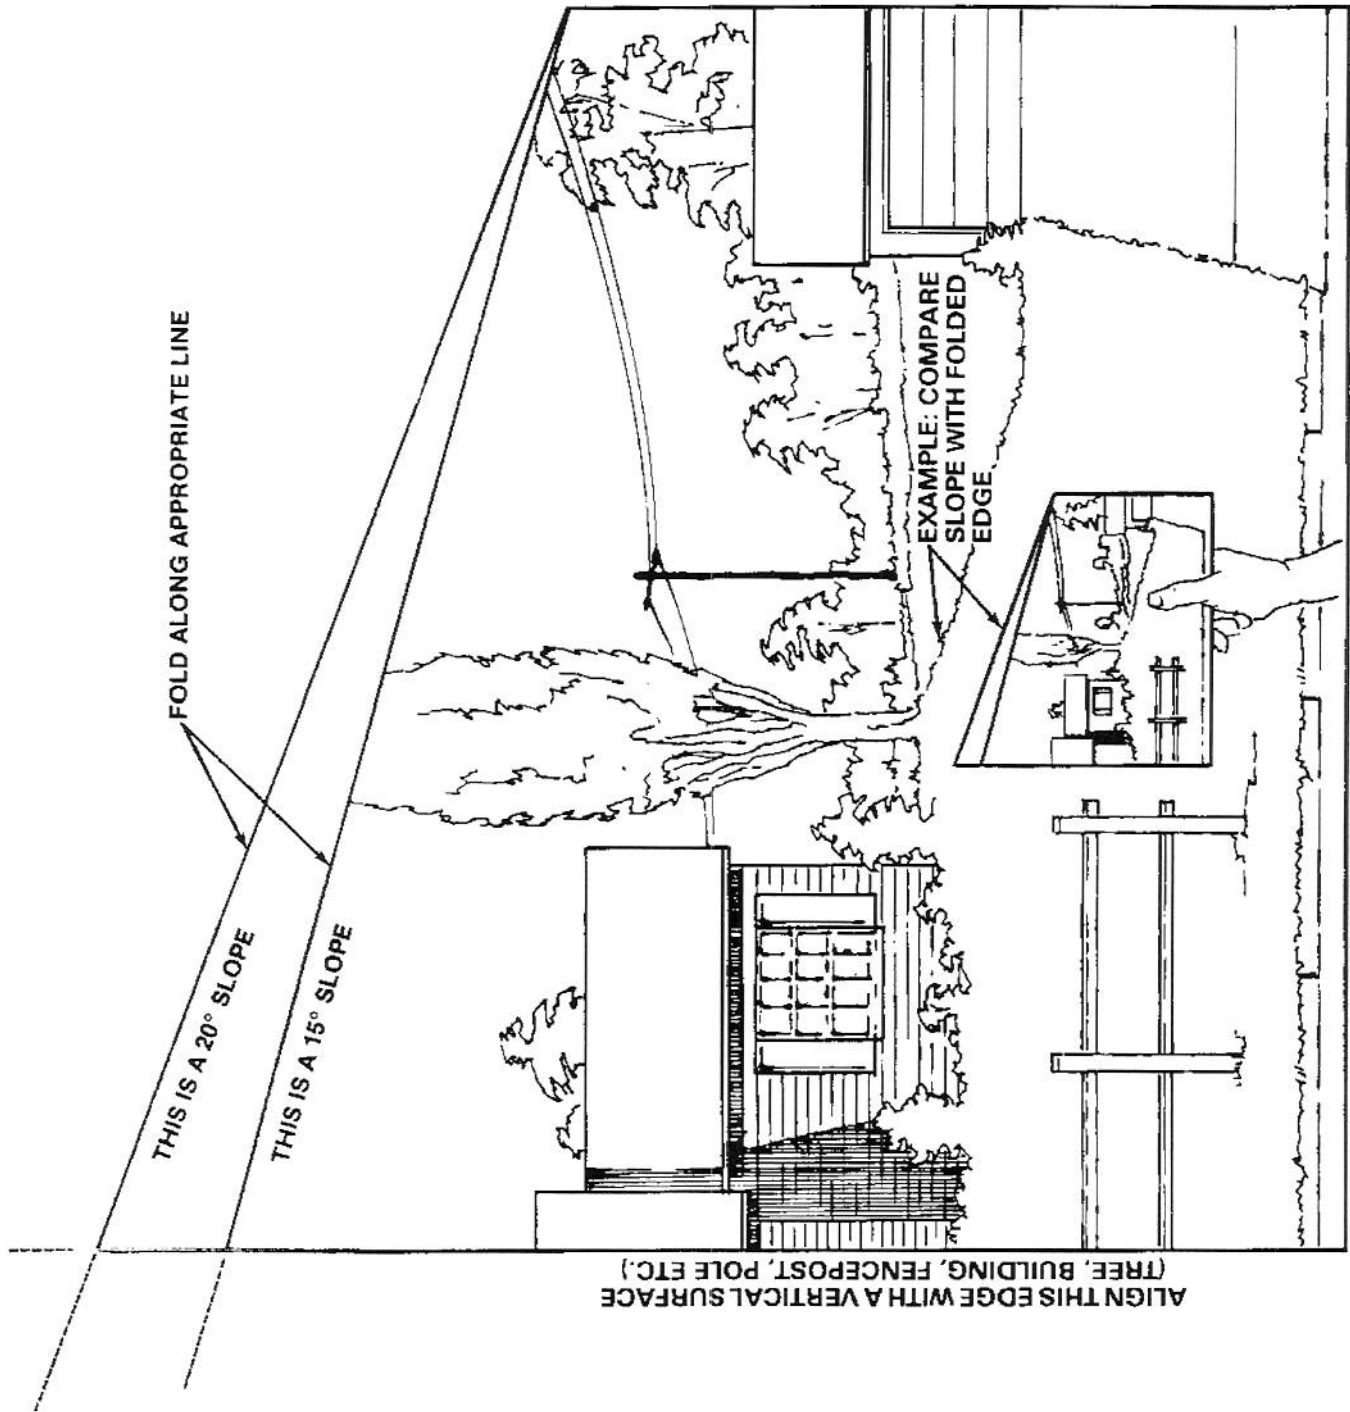 FOLD ALONG APPROPRIATE LINE
THIS IS A 20° SLOPE
THIS IS A 15° SLOPE
EXAMPLE: COMPARE
SLOPE WITH FOLDED
EDGE
ALIGN THIS EDGE WITH A VERTICAL SURFACE
(TREE, BUILDING, FENCEPOST, POLE ETC.)